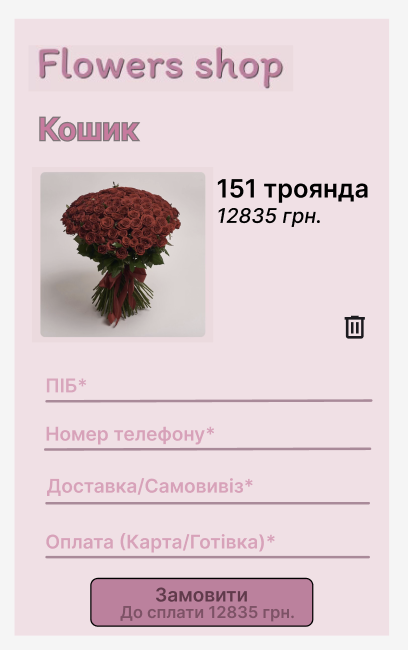 Flowers shop
Кошик
151 троянда
12835 грн.
ПІБ*
Номер телефону*
Доставка/Самовивіз*
Оплата (Карта/Готівка)*
Замовити
До сплати 12835 грн.